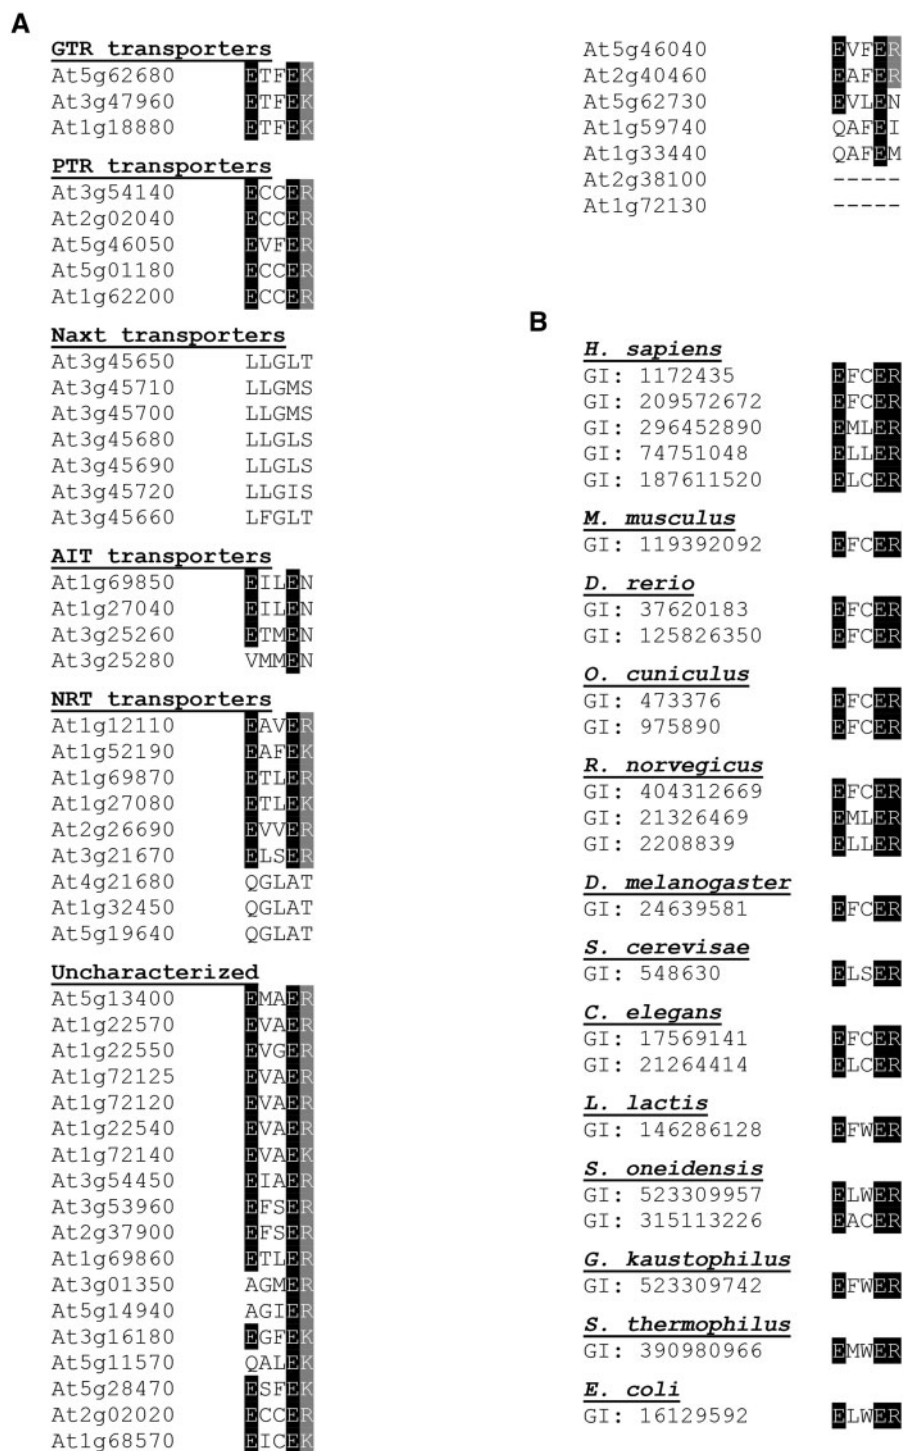 A
GTR transporters
At5g62680 ETFEK
At3g47960 ETFEK
At1g18880 ETFEK
PTR transporters
At3g54140 ECCER
At2g02040 ECCER
At5g46050 EVFER
At5g01180 ECCER
At1g62200 ECCER
Naxt transporters
At3g45650 LLGLT
At3g45710 LLGMS
At3g45700 LLGMS
At3g45680 LLGLS
At3g45690 LLGLS
At3g45720 LLGIS
At3g45660 LFGLT
AIT transporters
At1g69850 EILEN
At1g27040 EILEN
At3g25260 ETMEN
At3g25280 VMMEN
NRT transporters
At1g12110 EAVER
At1g52190 EAFEK
At1g69870 ETLER
At1g27080 ETLEK
At2g26690 EVVER
At3g21670 ELSER
At4g21680 QGLAT
At1g32450 QGLAT
At5g19640 QGLAT
Uncharacterized
At5g13400 EMAER
At1g22570 EVAER
At1g22550 EVGER
At1g72125 EVAER
At1g72120 EVAER
At1g22540 EVAER
At1g72140 EVAEK
At3g54450 EIAER
At3g53960 EFSER
At2g37900 EFSER
At1g69860 ETLER
At3g01350 AGMER
At5g14940 AGIER
At3g16180 EGFEK
At5g11570 QALEK
At5g28470 ESFEK
At2g02020 ECCER
At1g68570 EICEK
At5g46040 EVFER
At2g40460 EAFER
At5g62730 EVLEN
At1g59740 QAFEI
At1g33440 QAFEM
At2g38100 -----
At1g72130 -----
B
H. sapiens
GI: 1172435 EFCER
GI: 209572672 EFCER
GI: 296452890 EMLER
GI: 74751048 ELLER
GI: 187611520 ELCER
M. musculus
GI: 119392092 EFCER
D. rerio
GI: 37620183 EFCER
GI: 125826350 EFCER
O. cuniculus
GI: 473376 EFCER
GI: 975890 EFCER
R. norvegicus
GI: 404312669 EFCER
GI: 21326469 EMLER
GI: 2208839 ELLER
D. melanogaster
GI: 24639581 EFCER
S. cerevisae
GI: 548630 ELSER
C. elegans
GI: 17569141 EFCER
GI: 21264414 ELCER
L. lactis
GI: 146286128 EFWER
S. oneidensis
GI: 523309957 ELWER
GI: 315113226 EACER
G. kaustophilus
GI: 523309742 EFWER
S. thermophilus
GI: 390980966 EMWER
E. coli
GI: 16129592 ELWER